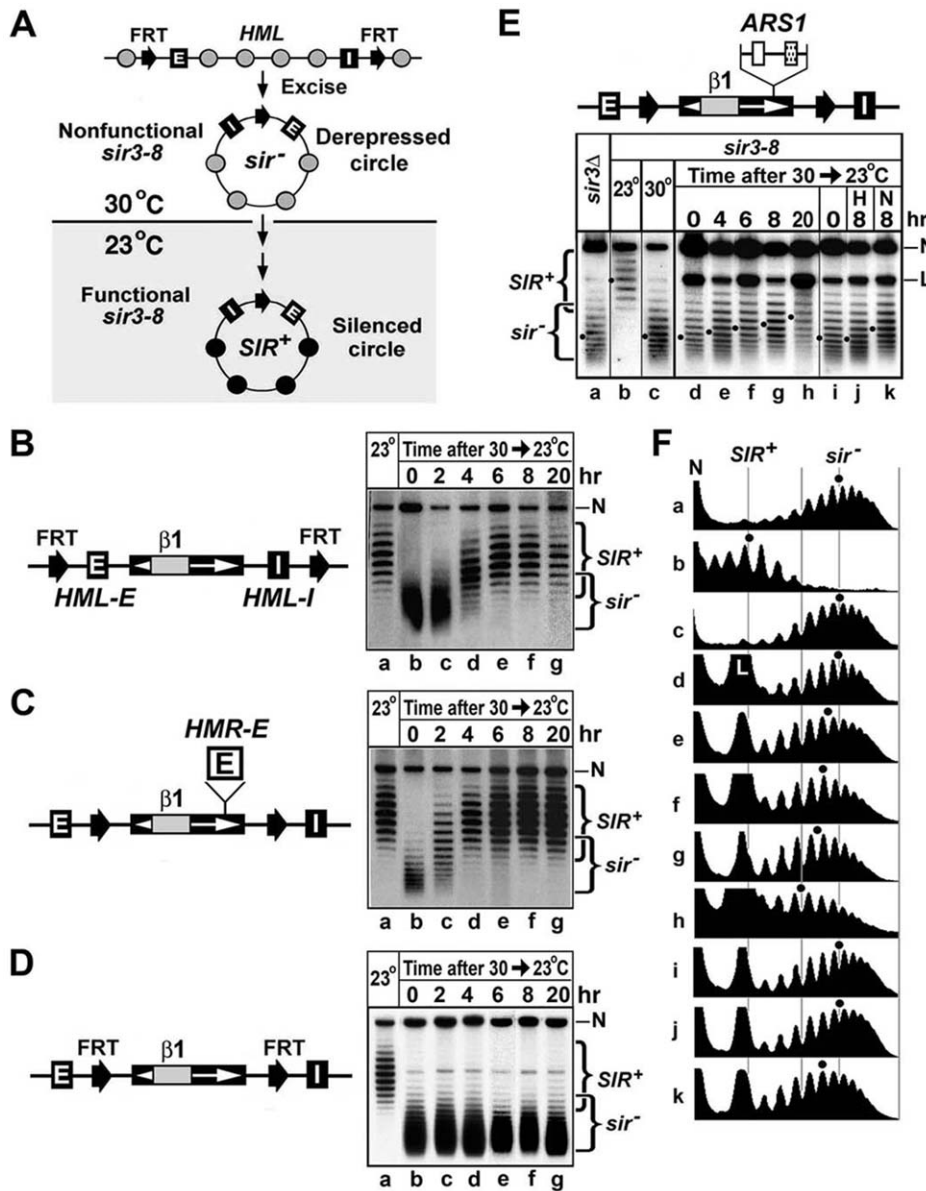 A
FRT HML FRT
E I
Excise
Nonfunctional
sir3-8
I E
sir-
Derepressed
circle
30 °C
23 °C
Functional
sir3-8
I E
SIR+
Silenced
circle
B
FRT β1 FRT
E I
HML-E HML-I
23° Time after 30 → 23°C
0 2 4 6 8 20 hr
N
SIR+
sir-
a b c d e f g
C
HMR-E
E
β1
E I
23° Time after 30 → 23°C
0 2 4 6 8 20 hr
N
SIR+
sir-
a b c d e f g
D
FRT β1 FRT
E I
23° Time after 30 → 23°C
0 2 4 6 8 20 hr
N
SIR+
sir-
a b c d e f g
E
ARS1
β1
E I
sir3Δ
sir3-8
23° 30° Time after 30 → 23°C
H N
0 4 6 8 20 0 8 8 hr
N
L
SIR+
sir-
a b c d e f g h i j k
F
N SIR+ sir-
a
b
c
d L
e
f
g
h
i
j
k